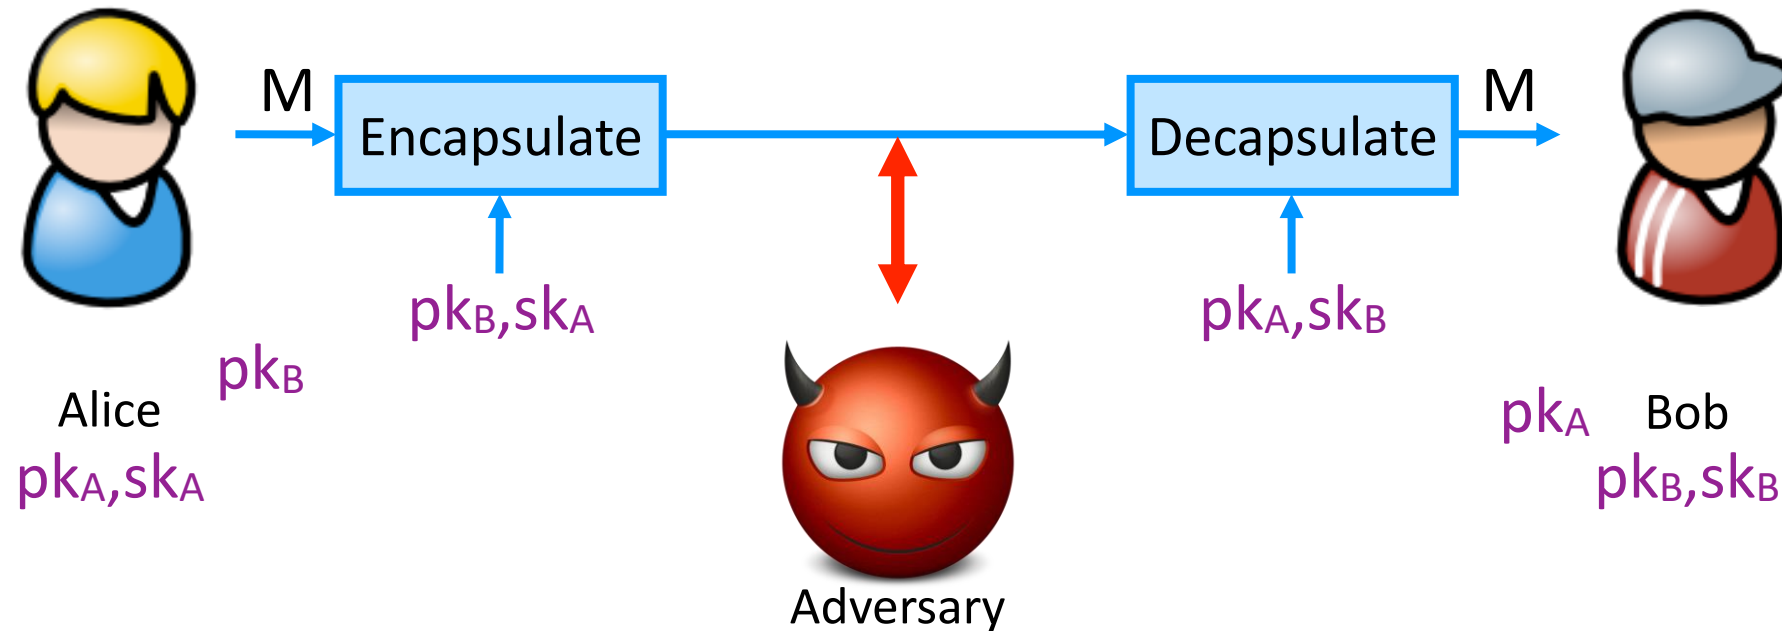 M
Encapsulate
Decapsulate
M
pkB,skA
pkA,skB
pkB
Alice
pkA,skA
pkA
Bob
pkB,skB
Adversary